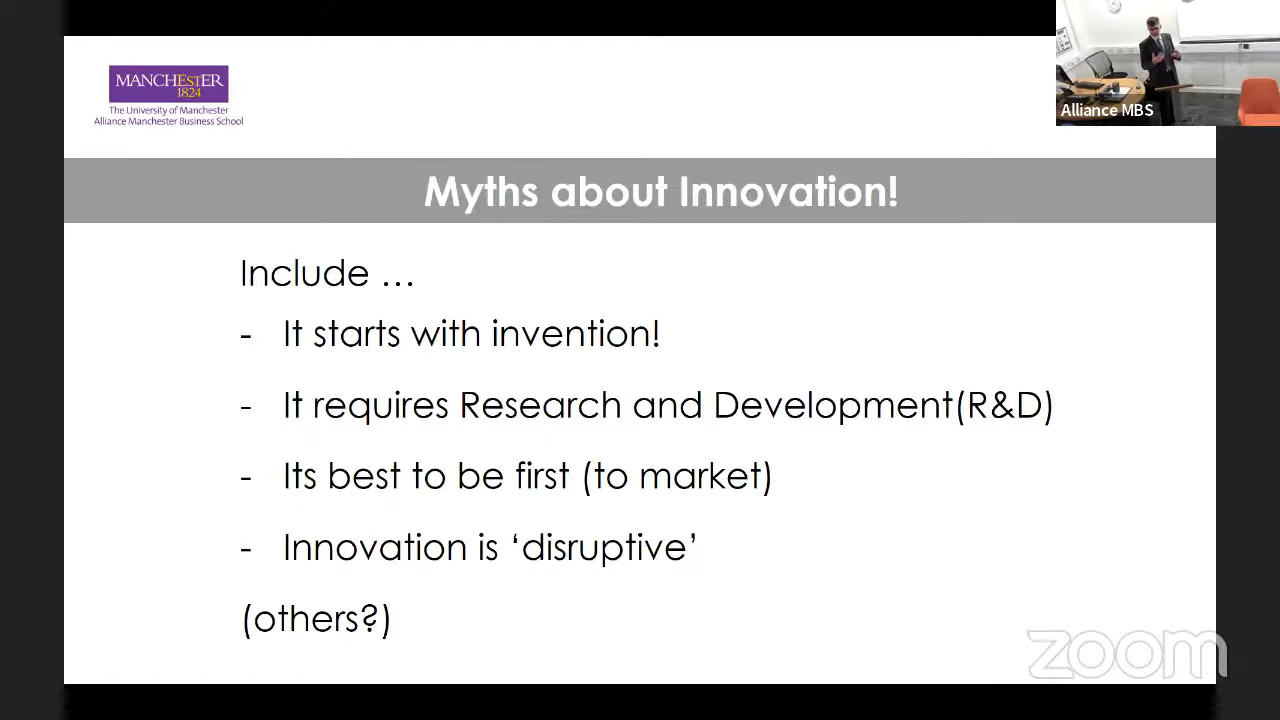 MANCHESTER
1824
The University of Manchester
Alliance Manchester Business School
Alliance MBS
Myths about Innovation!
Include …
- It starts with invention!
- It requires Research and Development(R&D)
- Its best to be first (to market)
- Innovation is ‘disruptive’
(others?)
zoom